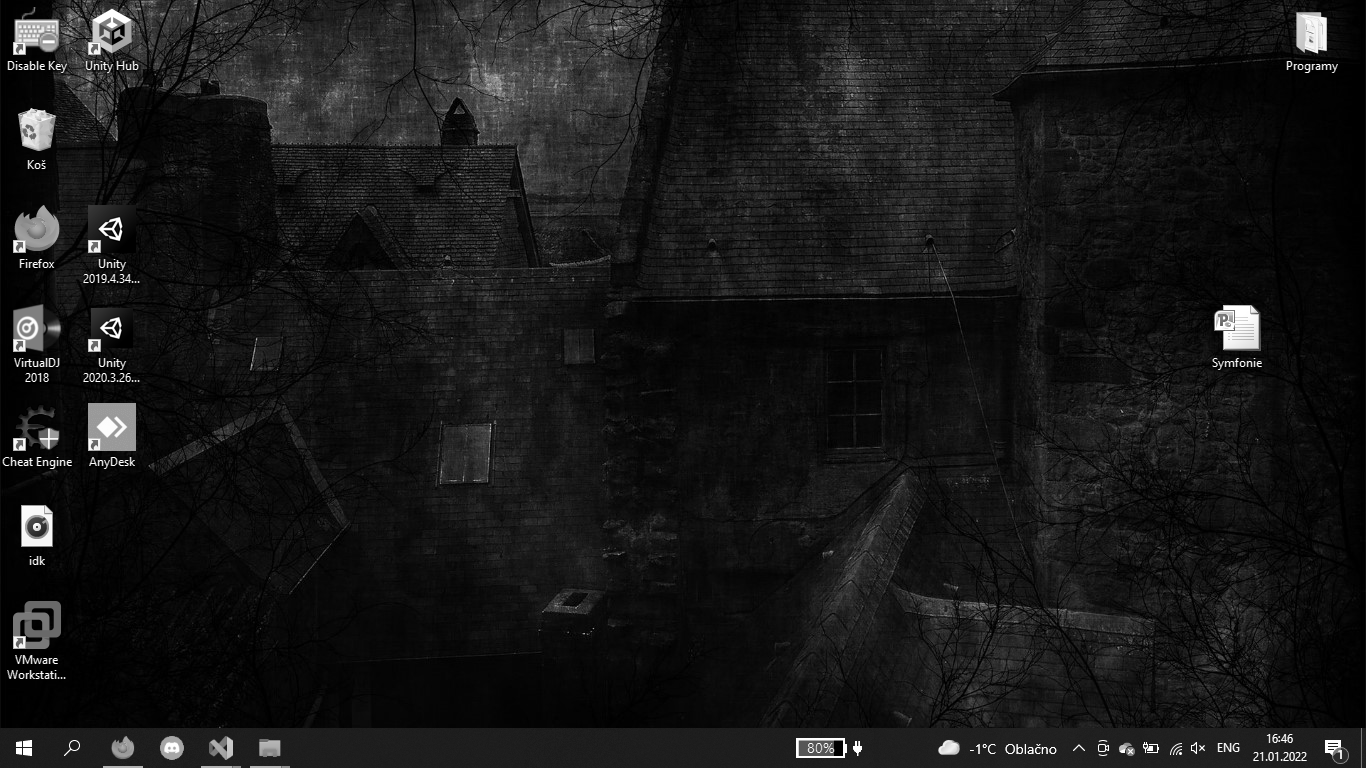 Disable Key
Unity Hub
Programy
Koš
Firefox
Unity
2019.4.34...
VirtualDJ
2018
Unity
2020.3.26...
Symfonie
Cheat Engine
AnyDesk
idk
VMware
Workstati...
80%
-1°C Oblačno
ENG
16:46
21.01.2022
1